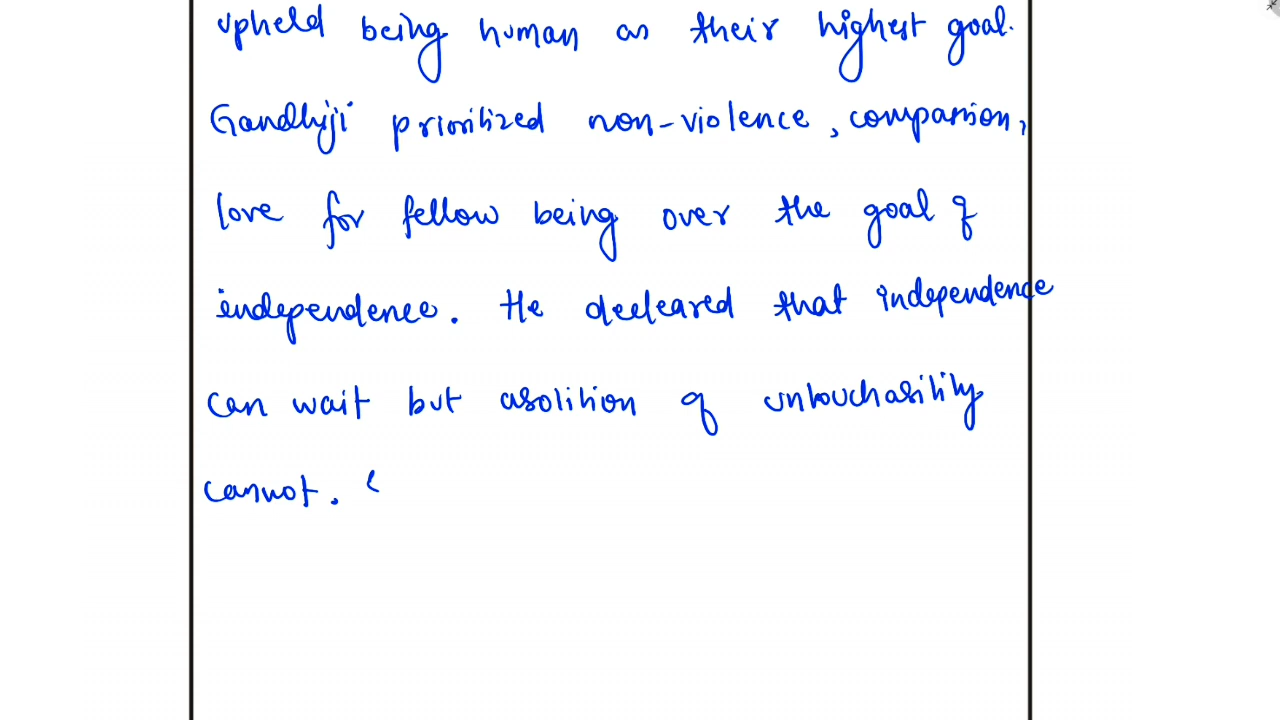 upheld being human as their highest goal.
Gandhiji prioritized non-violence, compassion,
love for fellow being over the goal of
independence. He decleared that independence
can wait but abolition of untouchability
cannot.